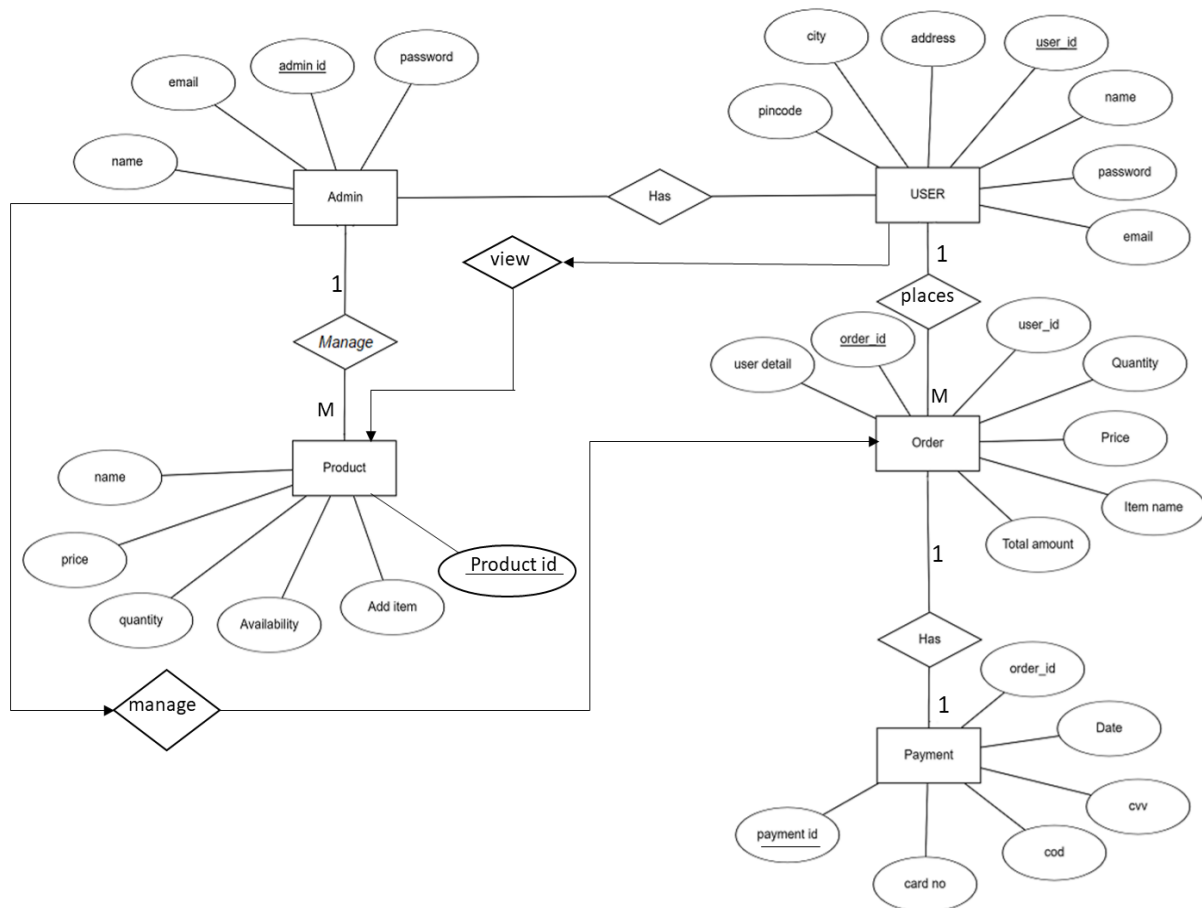 city
address
user_id
admin id
password
email
name
pincode
name
password
email
Admin
Has
USER
view
1
1
places
Manage
user detail
order_id
user_id
Quantity
M
M
Order
Price
name
Product
Item name
price
Product id
Total amount
1
quantity
Availability
Add item
Has
order_id
manage
1
Date
Payment
cvv
payment id
cod
card no